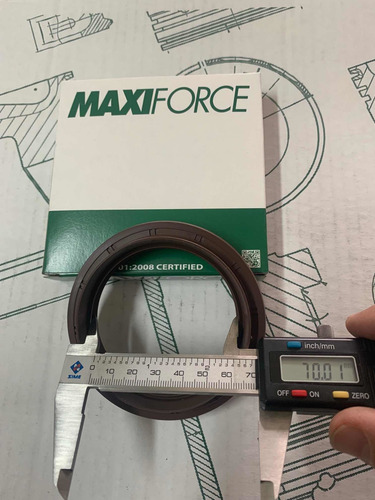 MAXIFORCE
01:2008 CERTIFIED
inch/mm
70.01
OFF ON ZERO
0 10 20 30 40 50 60 70